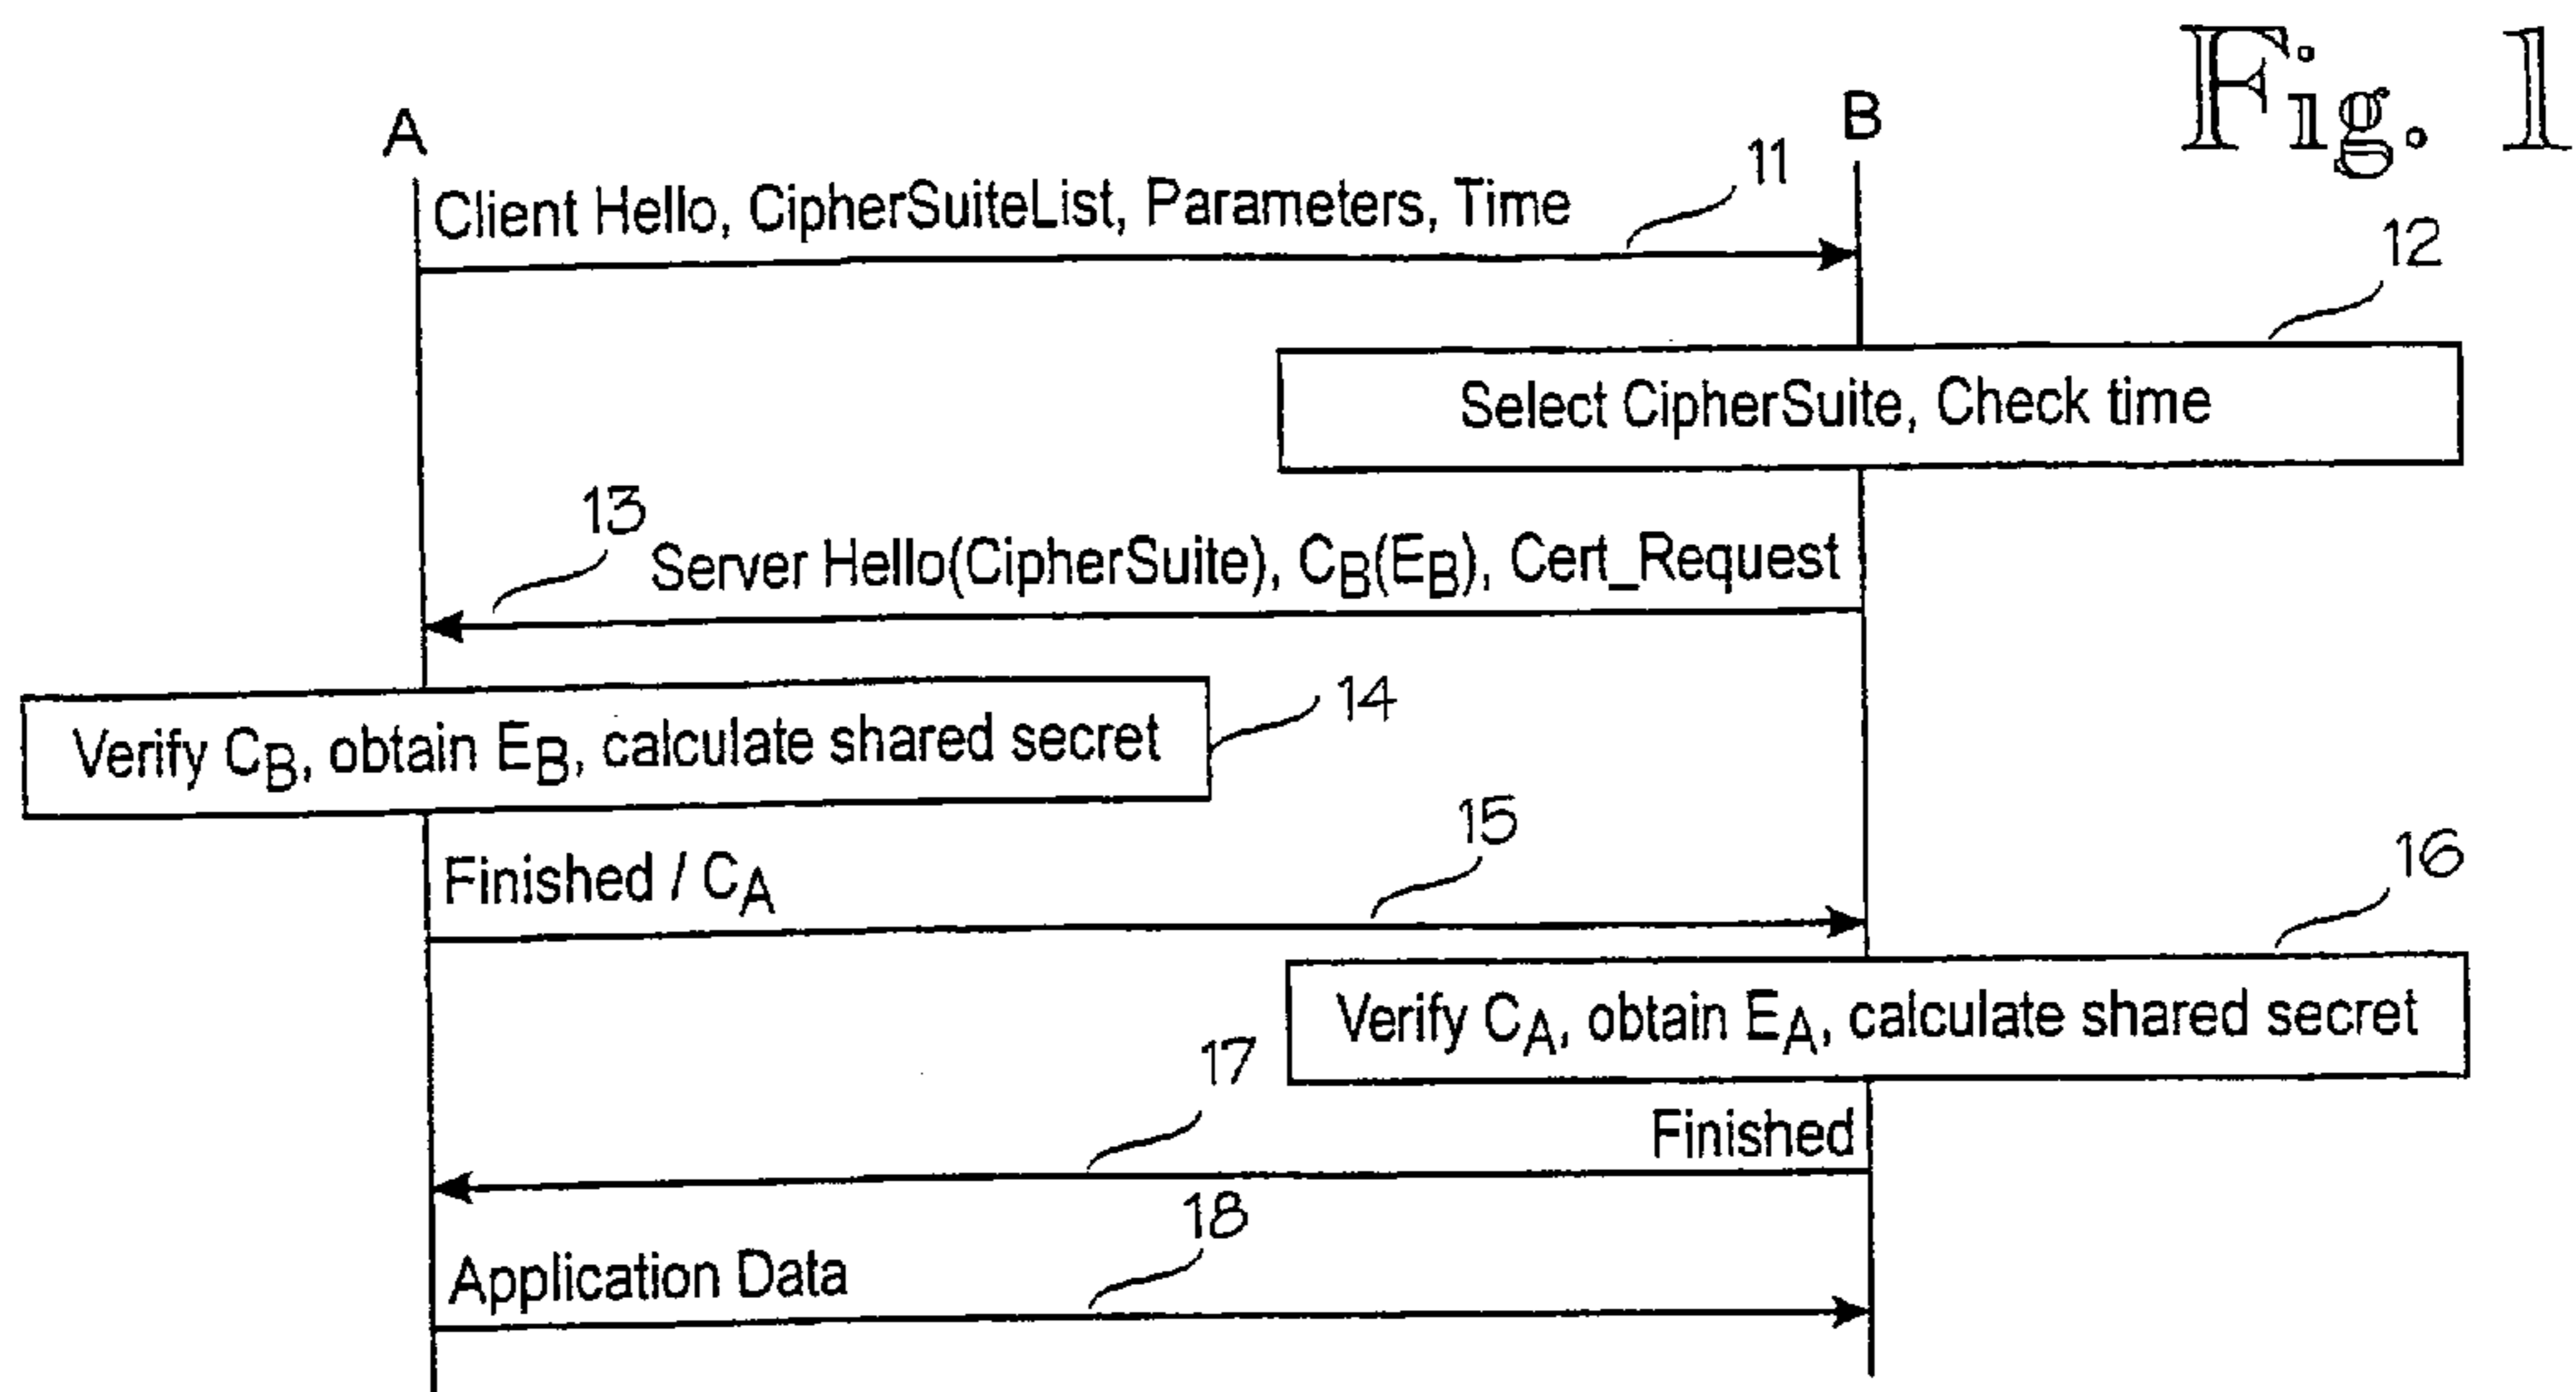 Fig. 1
A
B
Client Hello, CipherSuiteList, Parameters, Time
11
12
Select CipherSuite, Check time
13
Server Hello(CipherSuite), CB(EB), Cert_Request
Verify CB, obtain EB, calculate shared secret
14
15
Finished / CA
16
Verify CA, obtain EA, calculate shared secret
17
Finished
18
Application Data